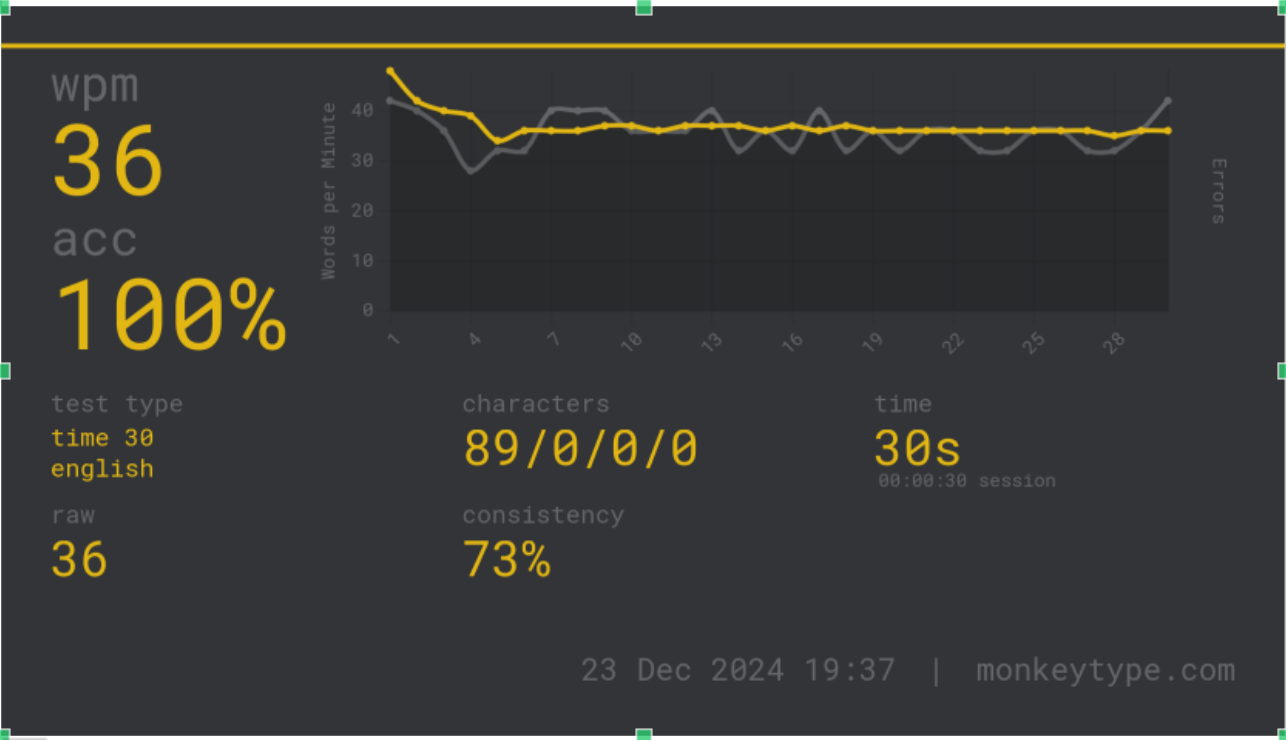 wpm
36
acc
100%
Words per Minute
40
30
20
10
0
1 4 7 10 13 16 19 22 25 28
Errors
test type
time 30
english
characters
89/0/0/0
time
30s
00:00:30 session
raw
36
consistency
73%
23 Dec 2024 19:37 | monkeytype.com